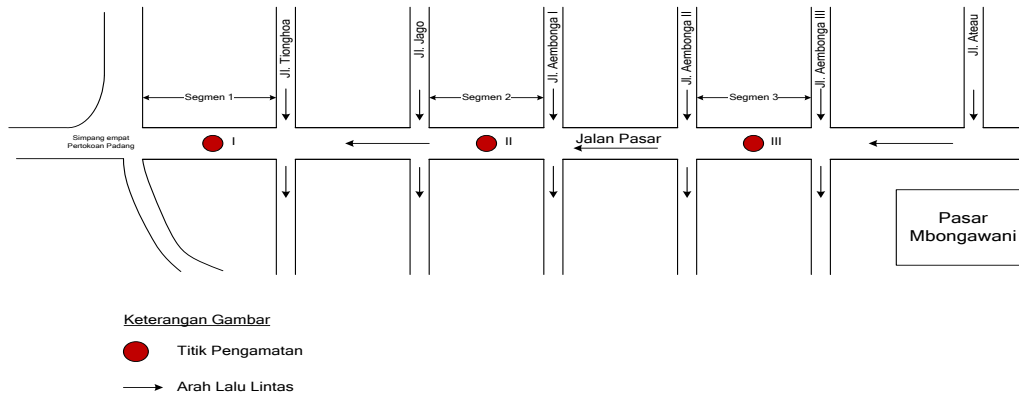 Jl. Tionghoa
Jl. Jago
Jl. Aembonga I
Jl. Aembonga II
Jl. Aembonga III
Jl. Ateau
Segmen 1
Segmen 2
Segmen 3
Simpang empat
Pertokoan Padang
I
II
Jalan Pasar
III
Pasar
Mbongawani
Keterangan Gambar
Titik Pengamatan
Arah Lalu Lintas